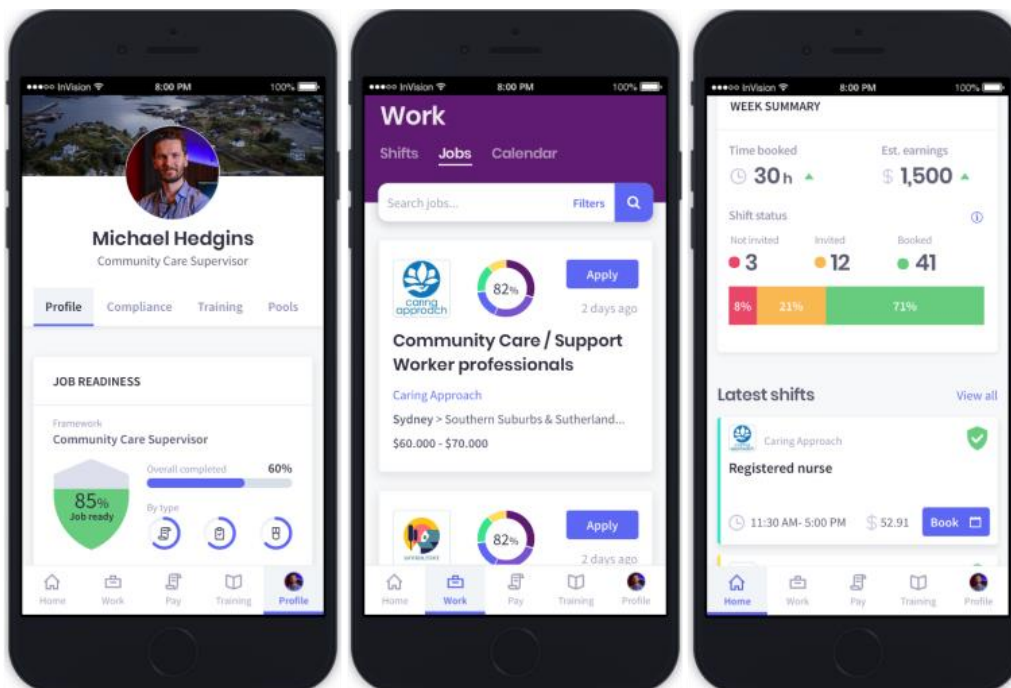 InVision 8:00 PM 100%
Michael Hedgins
Community Care Supervisor
Profile Compliance Training Pools
JOB READINESS
Framework
Community Care Supervisor
85%
Job ready
Overall completed 60%
By type
Home Work Pay Training Profile
InVision 8:00 PM 100%
Work
Shifts Jobs Calendar
Search jobs... Filters
caring
approach
82%
Apply
2 days ago
Community Care / Support
Worker professionals
Caring Approach
Sydney > Southern Suburbs & Sutherland...
$60.000 - $70.000
82%
Apply
2 days ago
Home Work Pay Training Profile
InVision 8:00 PM 100%
WEEK SUMMARY
Time booked Est. earnings
30h $ 1,500
Shift status
Not invited Invited Booked
3 12 41
8% 21% 71%
Latest shifts View all
Caring Approach
Registered nurse
11:30 AM- 5:00 PM $ 52.91 Book
Home Work Pay Training Profile